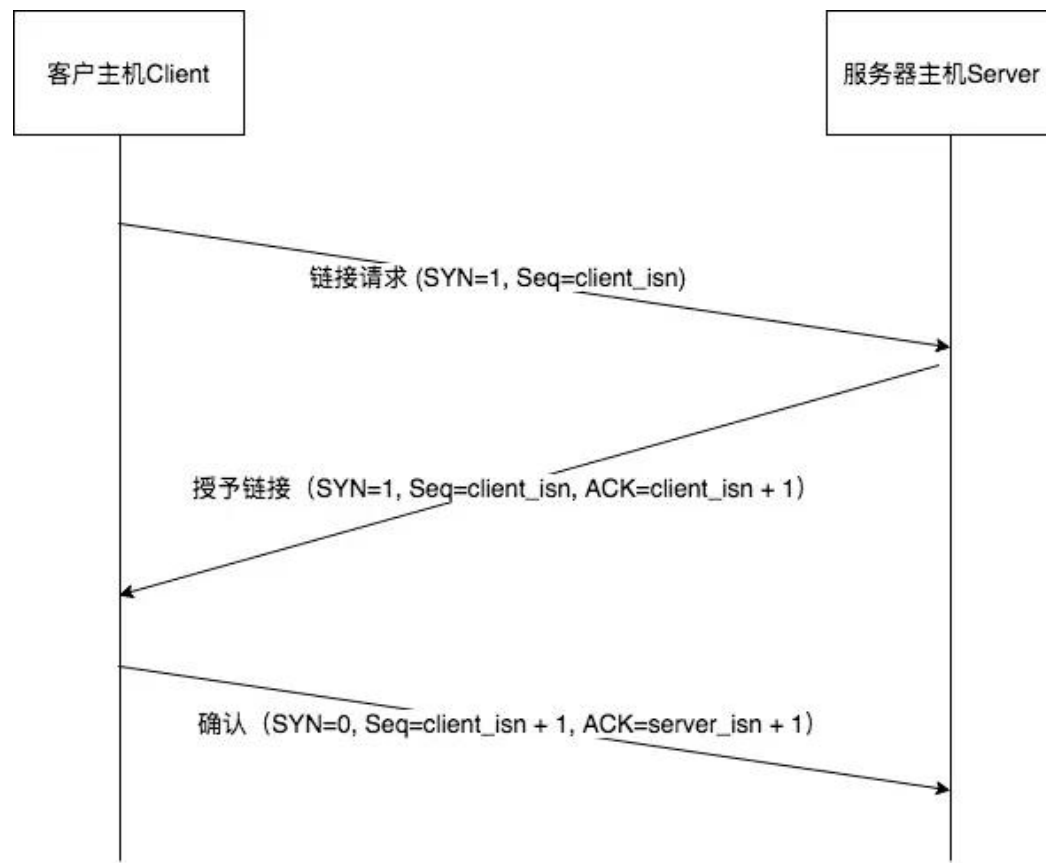 客户主机Client
服务器主机Server
链接请求 (SYN=1, Seq=client_isn)
授予链接（SYN=1, Seq=client_isn, ACK=client_isn + 1）
确认（SYN=0, Seq=client_isn + 1, ACK=server_isn + 1）